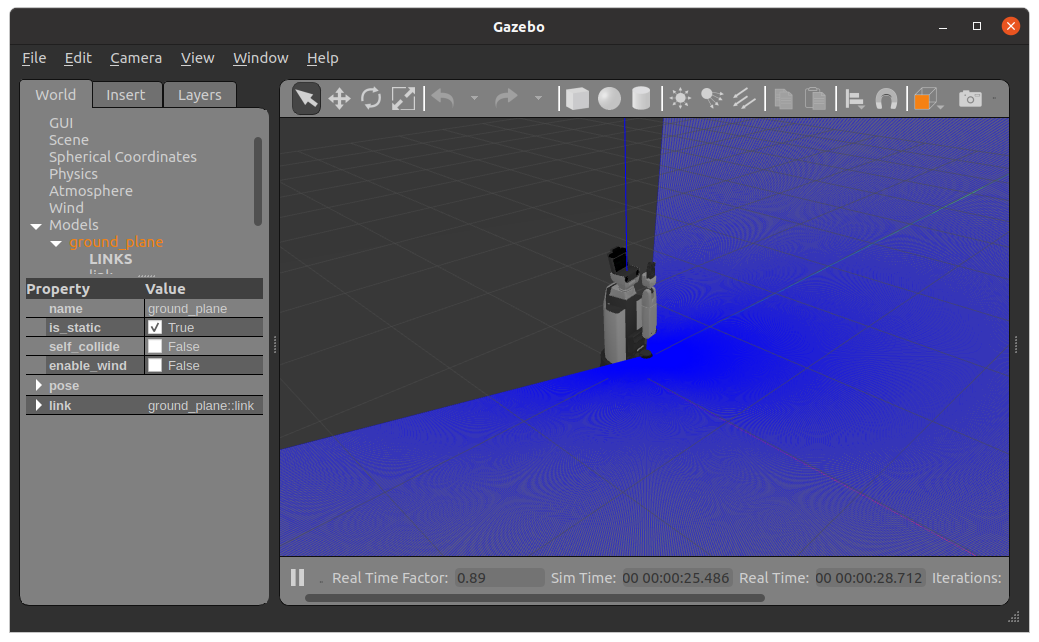 Gazebo
File Edit Camera View Window Help
World Insert Layers
GUI
Scene
Spherical Coordinates
Physics
Atmosphere
Wind
Models
ground_plane
LINKS
Property Value
name ground_plane
is_static True
self_collide False
enable_wind False
pose
link ground_plane::link
Real Time Factor: 0.89 Sim Time: 00 00:00:25.486 Real Time: 00 00:00:28.712 Iterations: